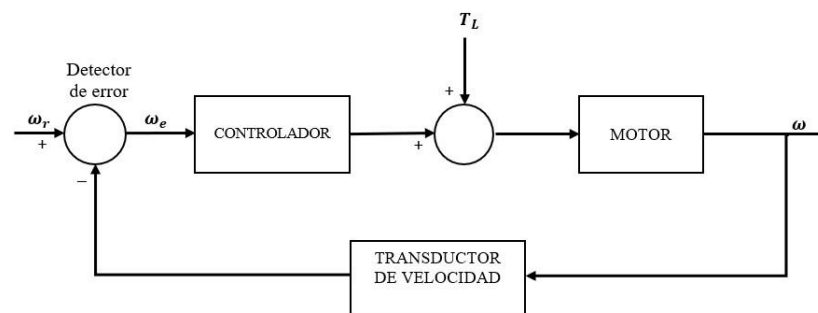 T_L
Detector
de error
ω_r
+
ω_e
CONTROLADOR
+
+
MOTOR
ω
−
TRANSDUCTOR
DE VELOCIDAD